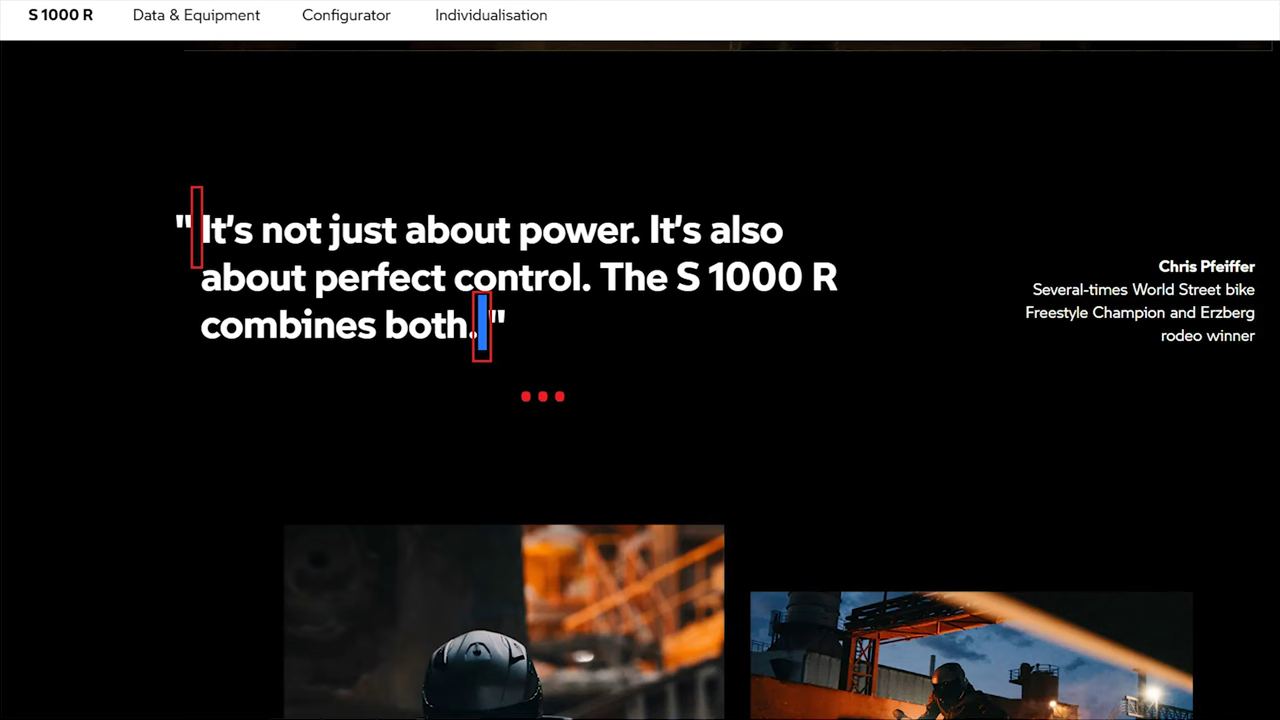 S 1000 R Data & Equipment Configurator Individualisation
" It's not just about power. It's also
about perfect control. The S 1000 R
combines both. "
Chris Pfeiffer
Several-times World Street bike
Freestyle Champion and Erzberg
rodeo winner